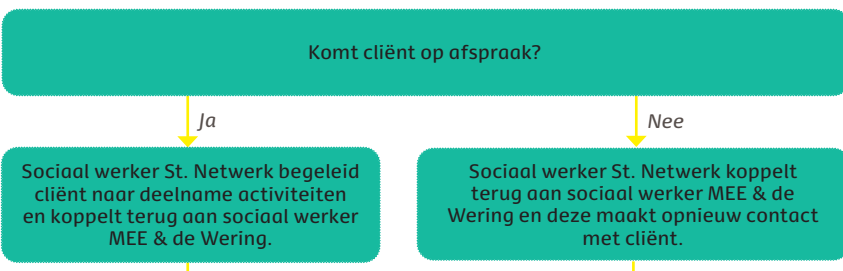 Komt cliënt op afspraak?
Ja
Nee
Sociaal werker St. Netwerk begeleid
cliënt naar deelname activiteiten
en koppelt terug aan sociaal werker
MEE & de Wering.
Sociaal werker St. Netwerk koppelt
terug aan sociaal werker MEE & de
Wering en deze maakt opnieuw contact
met cliënt.